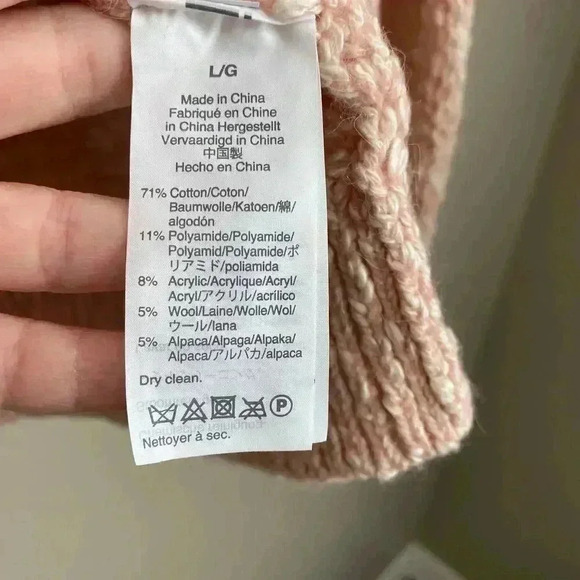 L/G
Made in China
Fabriqué en Chine
in China Hergestellt
Vervaardigd in China
中国製
Hecho en China
71% Cotton/Coton/
Baumwolle/Katoen/綿/
algodón
11% Polyamide/Polyamide/
Polyamid/Polyamide/ポ
リアミド/poliamida
8% Acrylic/Acrylique/Acryl/
Acryl/アクリル/acrílico
5% Wool/Laine/Wolle/Wol/
ウール/lana
5% Alpaca/Alpaga/Alpaka/
Alpaca/アルパカ/alpaca
Dry clean.
P
Nettoyer à sec.